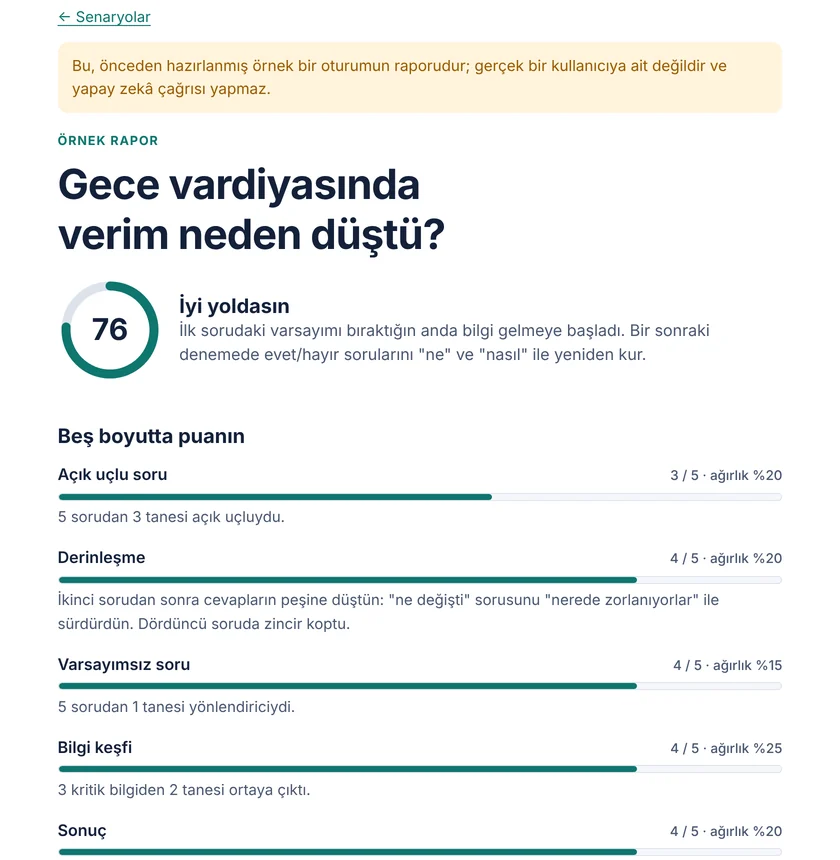 ← Senaryolar
Bu, önceden hazırlanmış örnek bir oturumun raporudur; gerçek bir kullanıcıya ait değildir ve
yapay zekâ çağrısı yapmaz.
ÖRNEK RAPOR
Gece vardiyasında
verim neden düştü?
76
İyi yoldasın
İlk sorudaki varsayımı bıraktığın anda bilgi gelmeye başladı. Bir sonraki
denemede evet/hayır sorularını "ne" ve "nasıl" ile yeniden kur.
Beş boyutta puanın
Açık uçlu soru 3 / 5 · ağırlık %20
5 sorudan 3 tanesi açık uçluydu.
Derinleşme 4 / 5 · ağırlık %20
İkinci sorudan sonra cevapların peşine düştün: "ne değişti" sorusunu "nerede zorlanıyorlar" ile
sürdürdün. Dördüncü soruda zincir koptu.
Varsayımsız soru 4 / 5 · ağırlık %15
5 sorudan 1 tanesi yönlendiriciydi.
Bilgi keşfi 4 / 5 · ağırlık %25
3 kritik bilgiden 2 tanesi ortaya çıktı.
Sonuç 4 / 5 · ağırlık %20